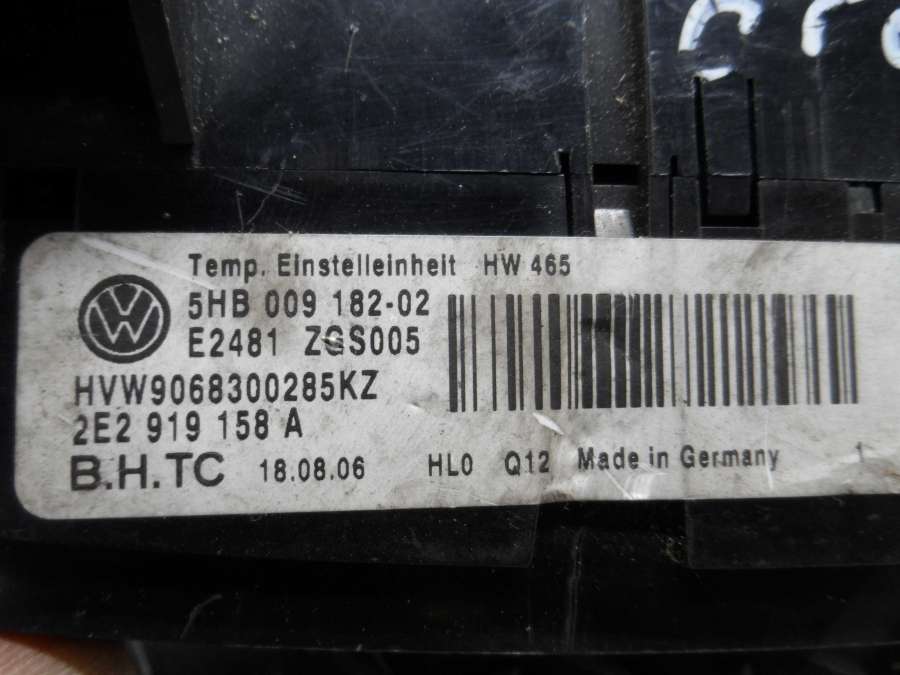 Temp. Einstelleinheit HW 465
5HB 009 182-02
E2481 ZGS005
HVW9068300285KZ
2E2 919 158 A
B.H.TC 18.08.06 HL0 Q12 Made in Germany 1